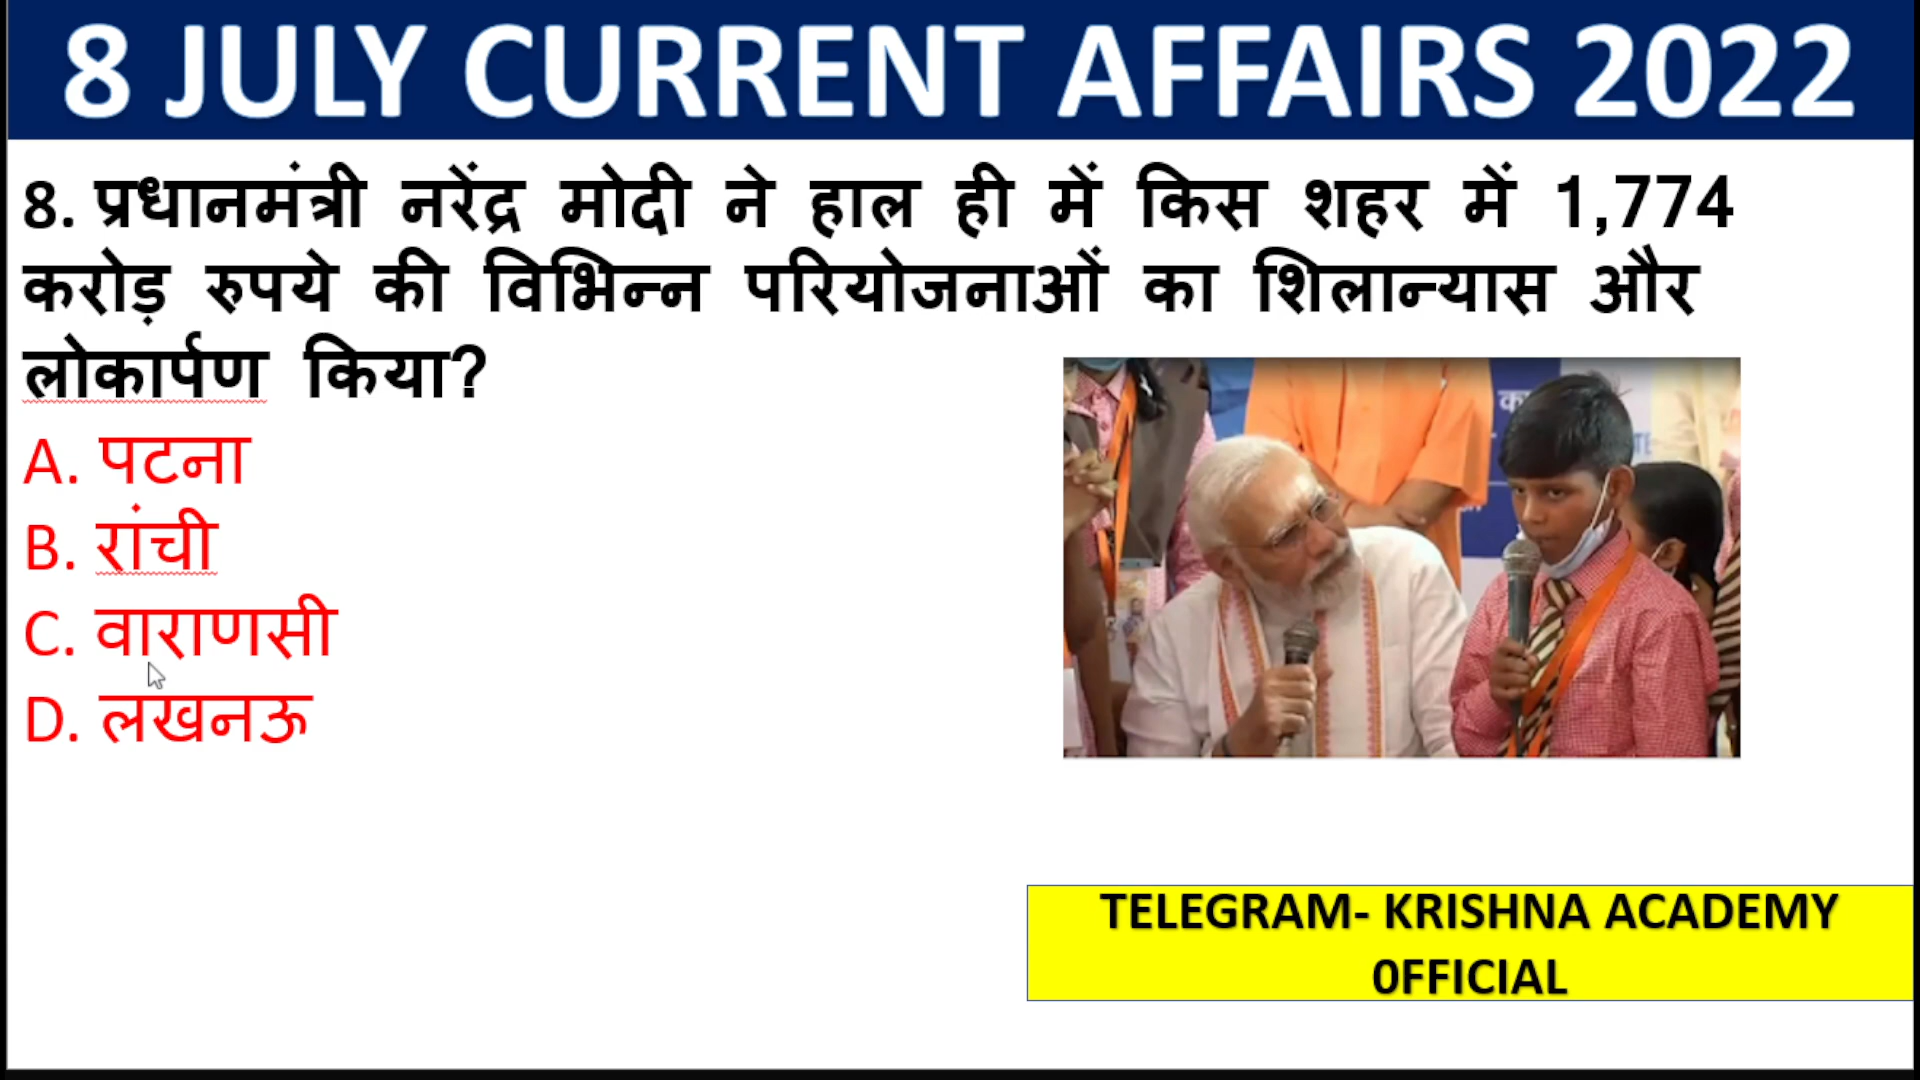 8 JULY CURRENT AFFAIRS 2022
8. प्रधानमंत्री नरेंद्र मोदी ने हाल ही में किस शहर में 1,774
करोड़ रुपये की विभिन्न परियोजनाओं का शिलान्यास और
लोकार्पण किया?
A. पटना
B. रांची
C. वाराणसी
D. लखनऊ
TELEGRAM- KRISHNA ACADEMY
0FFICIAL